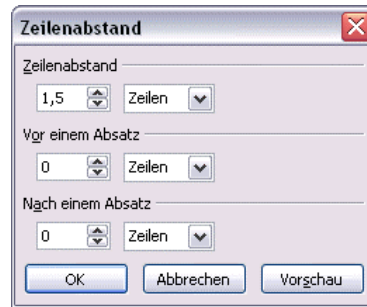 Zeilenabstand
Zeilenabstand
1,5 Zeilen
Vor einem Absatz
0 Zeilen
Nach einem Absatz
0 Zeilen
OK Abbrechen Vorschau